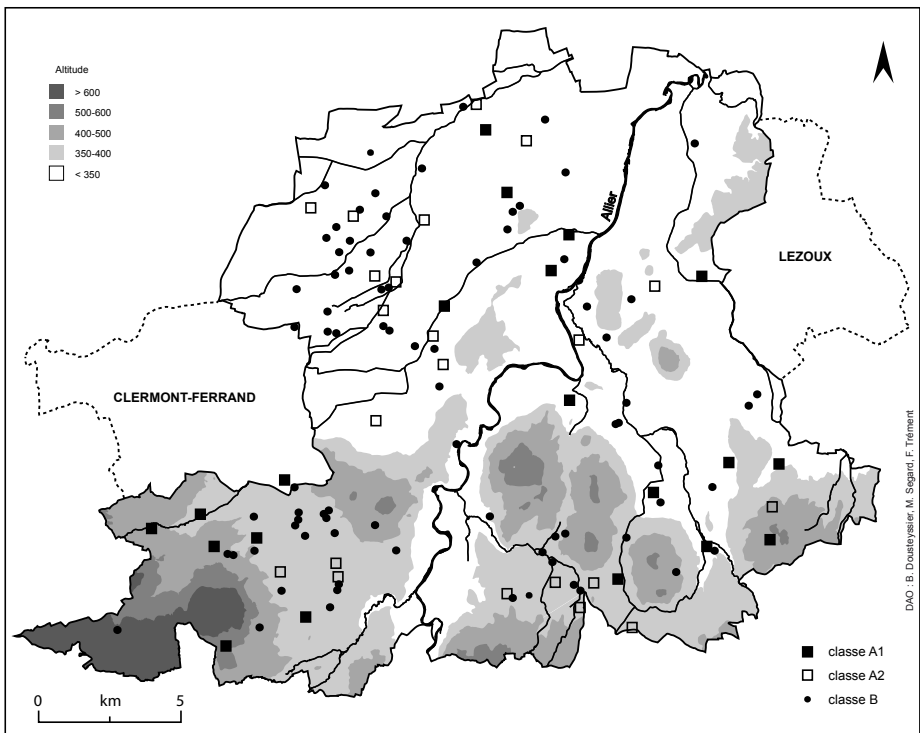 Altitude
> 600
500-600
400-500
350-400
< 350
Allier
LEZOUX
CLERMONT-FERRAND
DAO : B. Dousteyssier, M. Segard, F. Trément
classe A1
classe A2
classe B
0 km 5